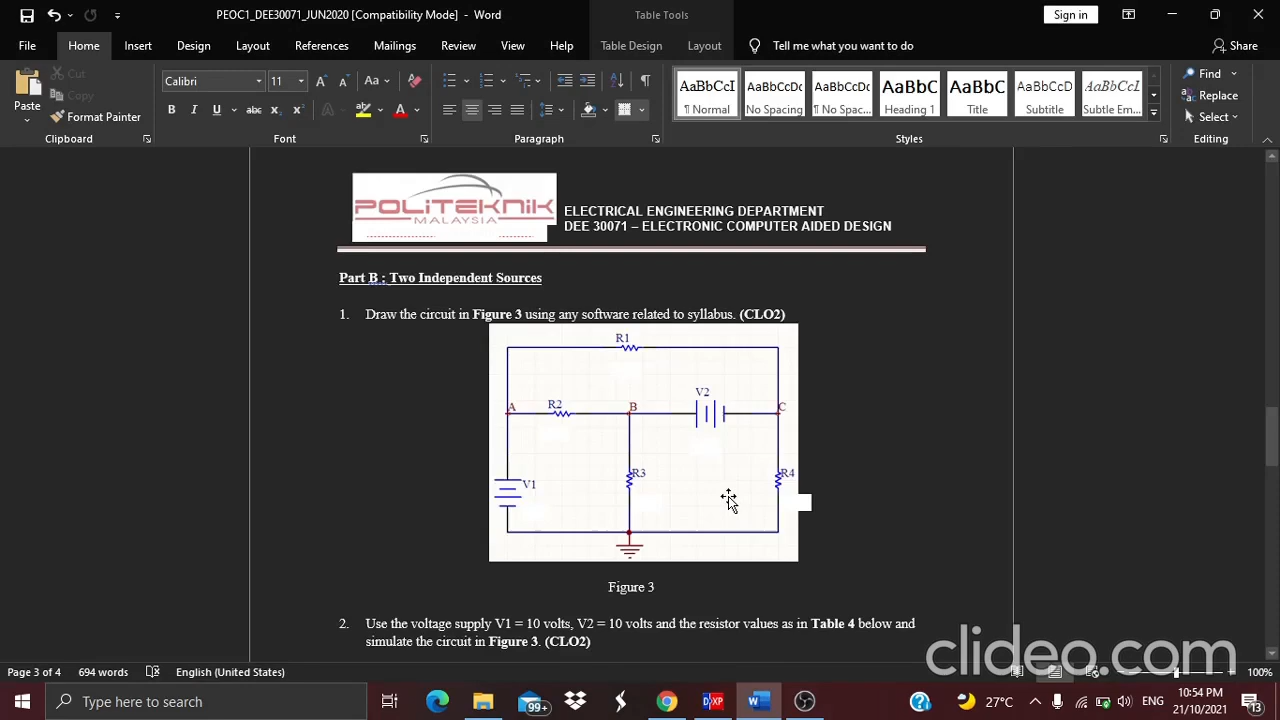 PEOC1_DEE30071_JUN2020 [Compatibility Mode] - Word
Table Tools
Sign in
File Home Insert Design Layout References Mailings Review View Help Table Design Layout Tell me what you want to do Share
Paste
Cut
Copy
Format Painter
Clipboard
Calibri 11
Font
Paragraph
AaBbCcI AaBbCcDc AaBbCcDc AaBbC AaBbC AaBbCcD AaBbCcL
¶ Normal No Spacing ¶ No Spac... Heading 1 Title Subtitle Subtle Em...
Styles
Find
Replace
Select
Editing
POLITEKNIK
MALAYSIA
ELECTRICAL ENGINEERING DEPARTMENT
DEE 30071 – ELECTRONIC COMPUTER AIDED DESIGN
Part B : Two Independent Sources
1. Draw the circuit in Figure 3 using any software related to syllabus. (CLO2)
R1
V2
A R2 B C
R3 R4
V1
Figure 3
2. Use the voltage supply V1 = 10 volts, V2 = 10 volts and the resistor values as in Table 4 below and
simulate the circuit in Figure 3. (CLO2)
clideo.com
Page 3 of 4 694 words English (United States) 100%
Type here to search
99+
DXP
27°C ENG
10:54 PM
21/10/2021
13